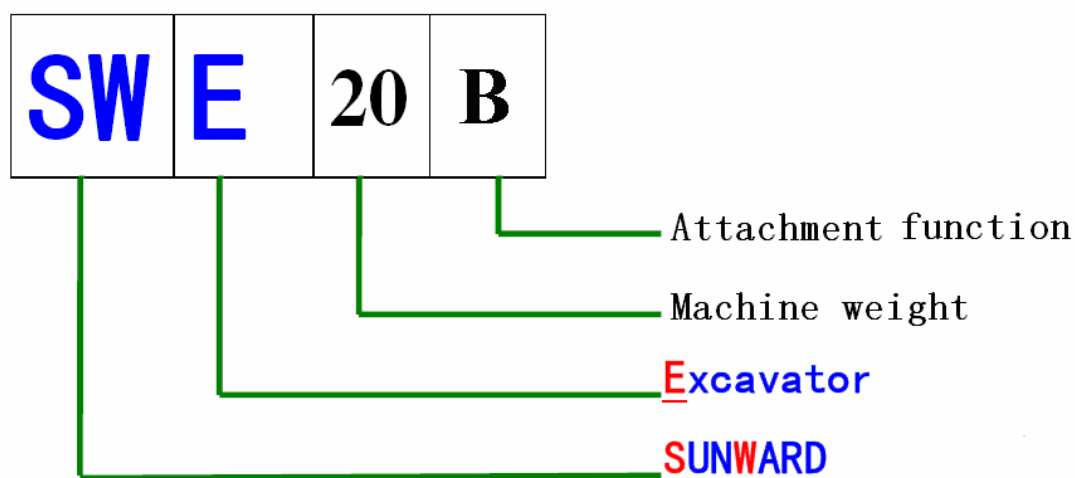 SW E 20 B
Attachment function
Machine weight
Excavator
SUNWARD